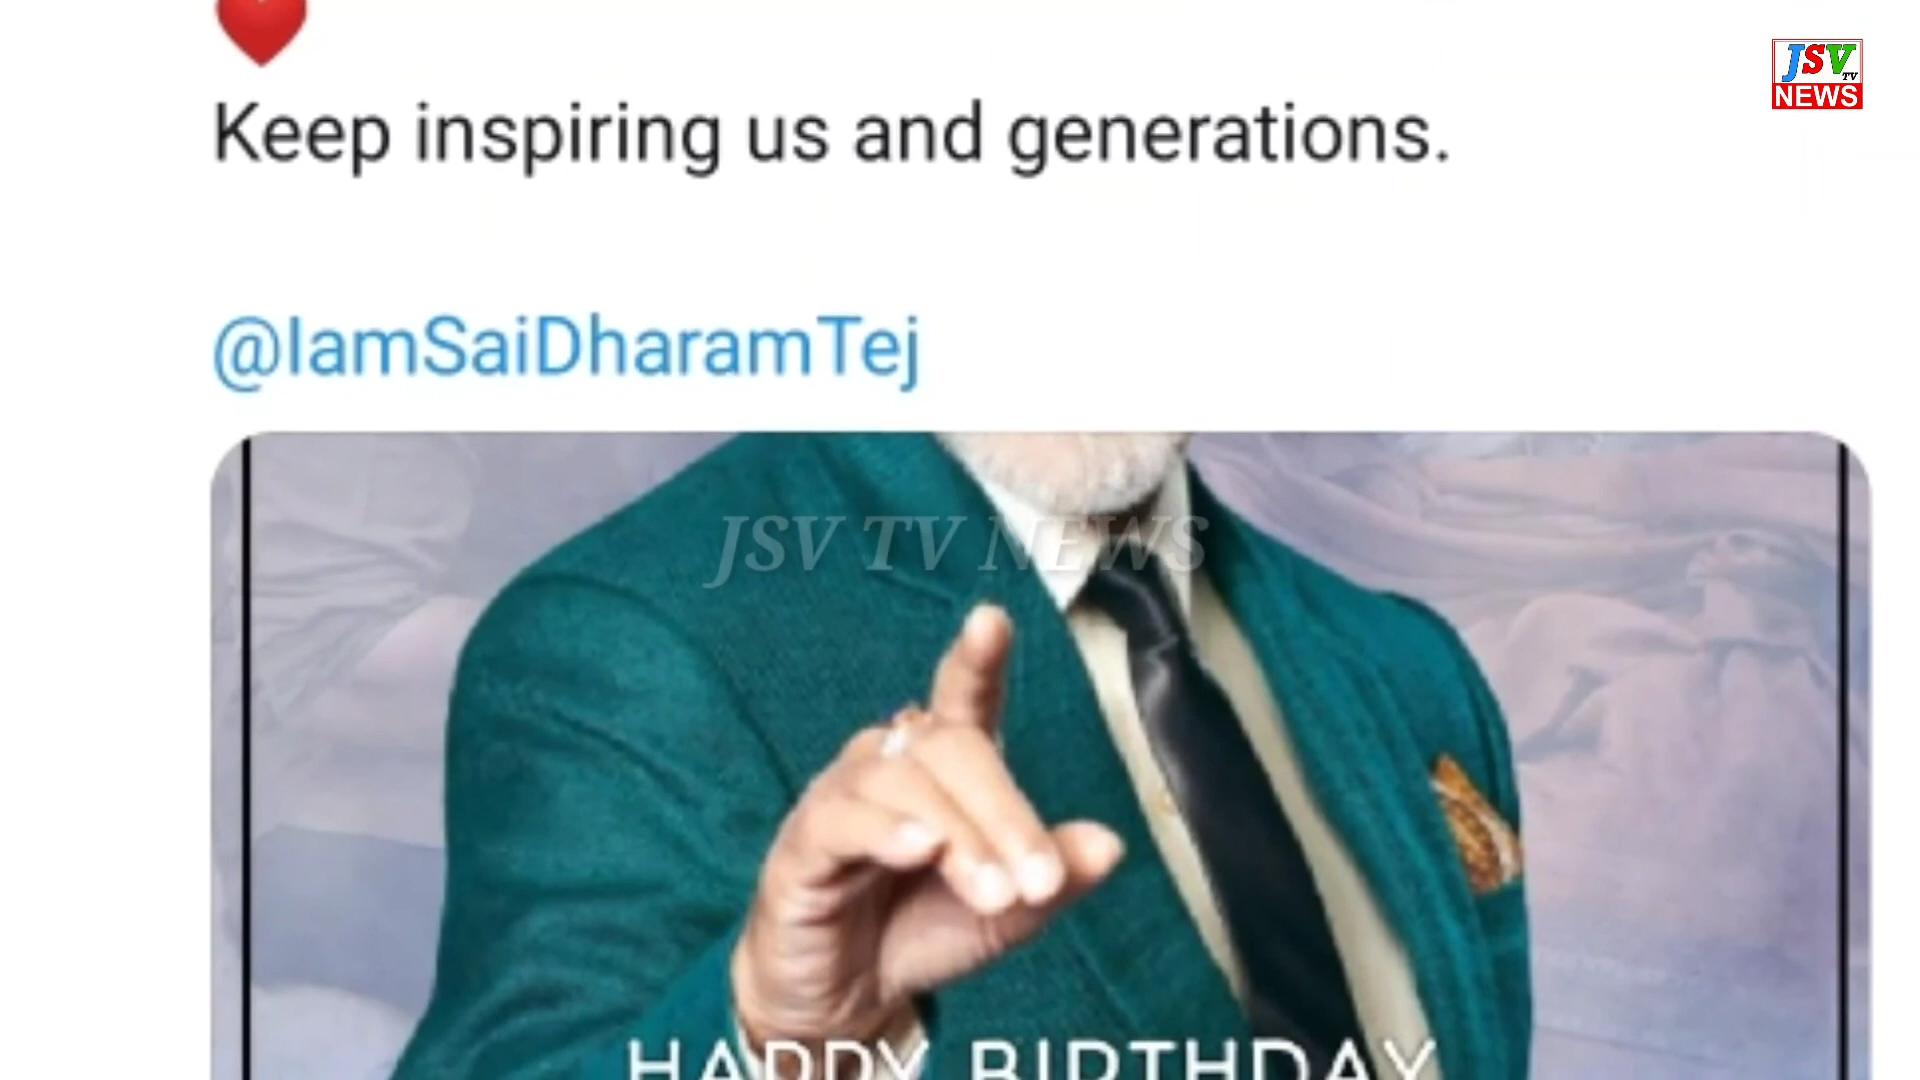 JSV
TV
NEWS
Keep inspiring us and generations.
@IamSaiDharamTej
JSV TV NEWS
HAPPY BIRTHDAY